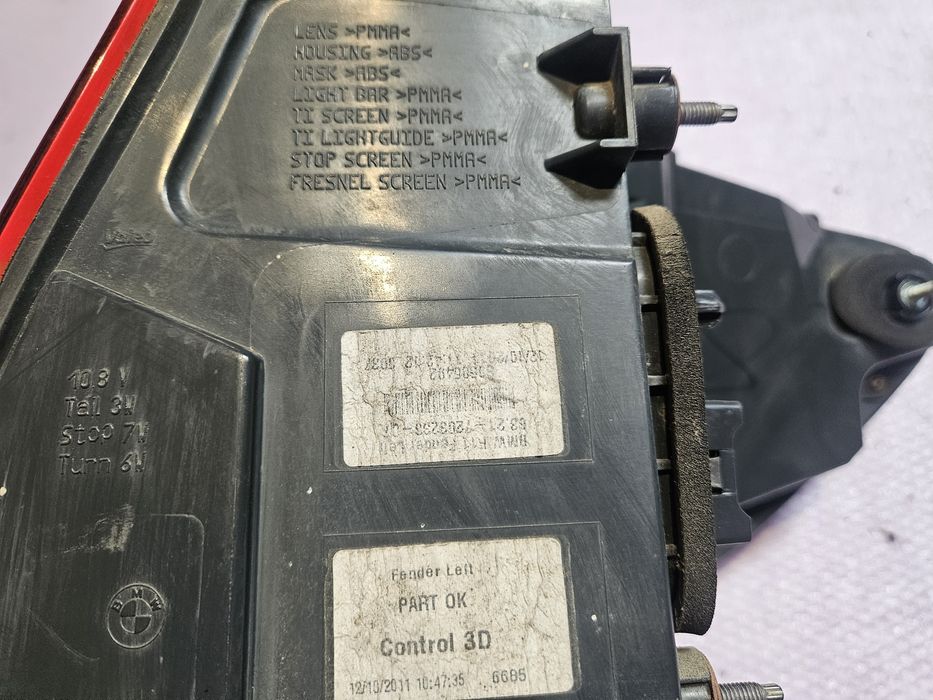 LENS >PMMA<
HOUSING >ABS<
MASK >ABS<
LIGHT BAR >PMMA<
TI SCREEN >PMMA<
TI LIGHTGUIDE >PMMA<
STOP SCREEN >PMMA<
FRESNEL SCREEN >PMMA<
Valeo
10,8 V
Tail 3W
Stop 7W
Turn 6W
BMW
Fender Left
PART OK
Control 3D
12/10/2011 10:47:35 6685